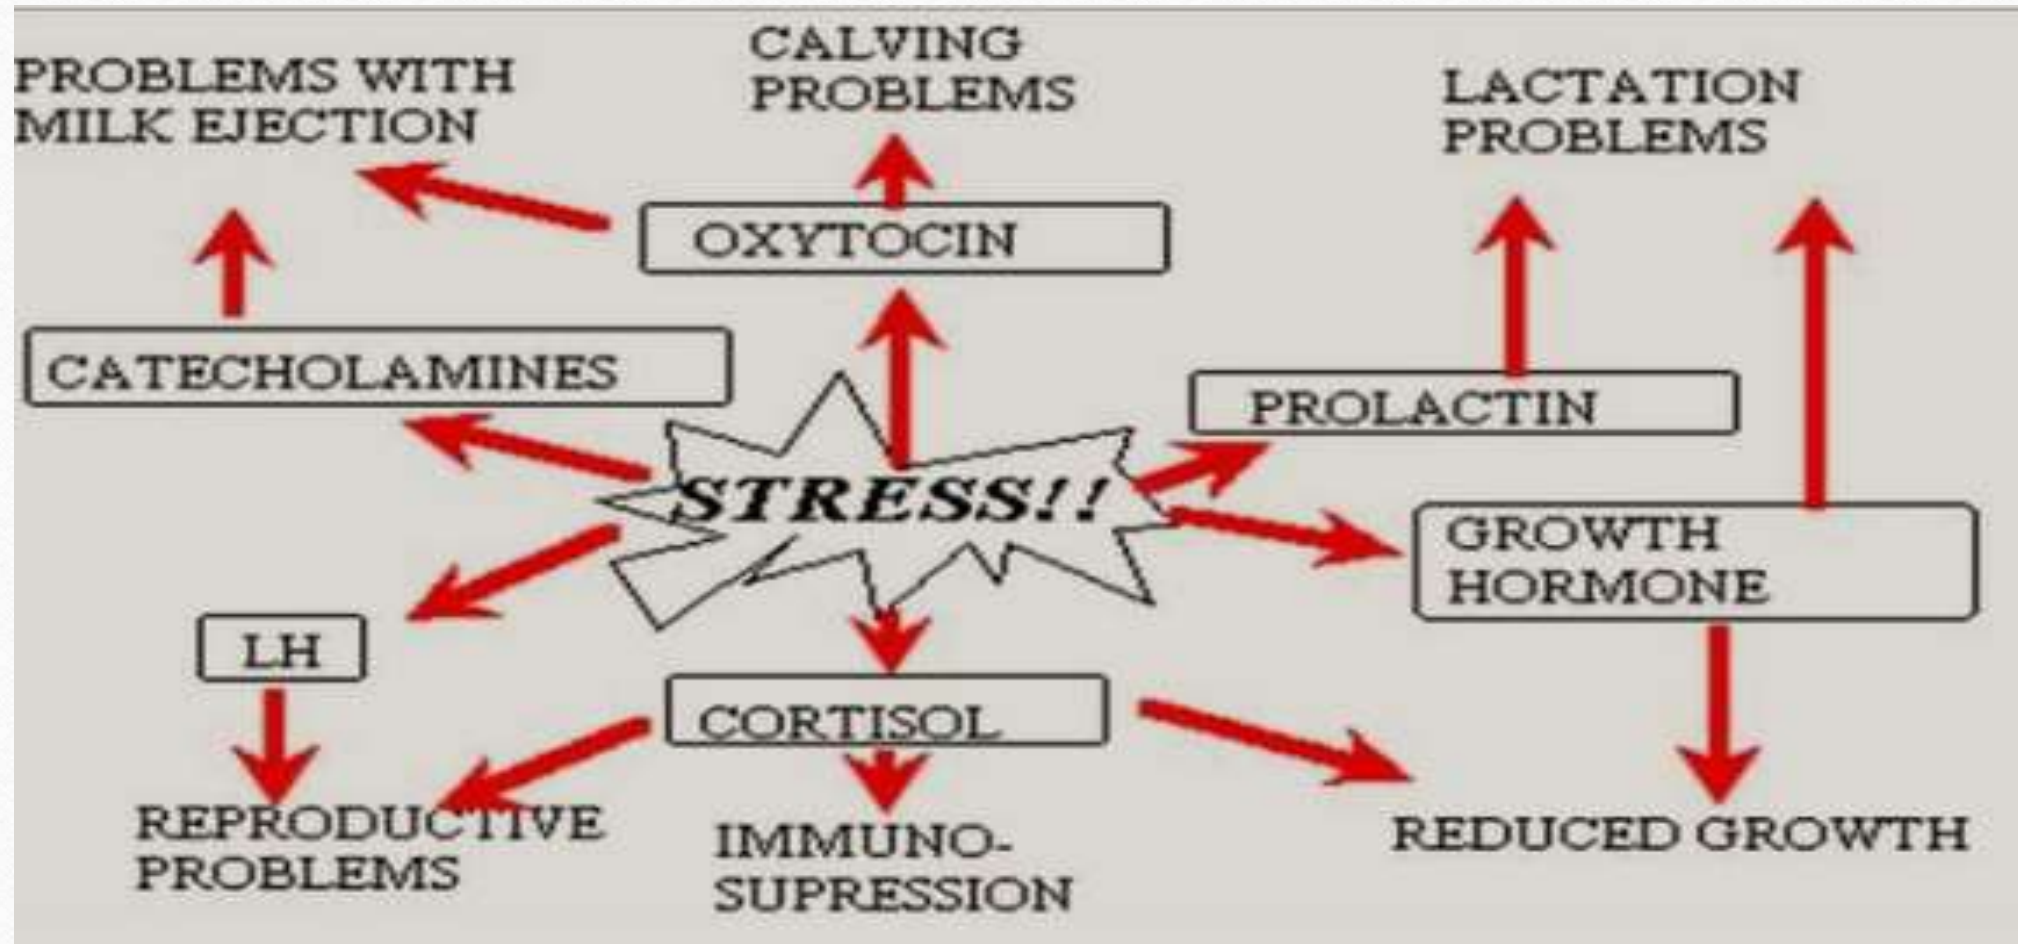 PROBLEMS WITH
MILK EJECTION
CALVING
PROBLEMS
LACTATION
PROBLEMS
OXYTOCIN
CATECHOLAMINES
PROLACTIN
STRESS!!
GROWTH
HORMONE
LH
CORTISOL
REPRODUCTIVE
PROBLEMS
IMMUNO-
SUPRESSION
REDUCED GROWTH